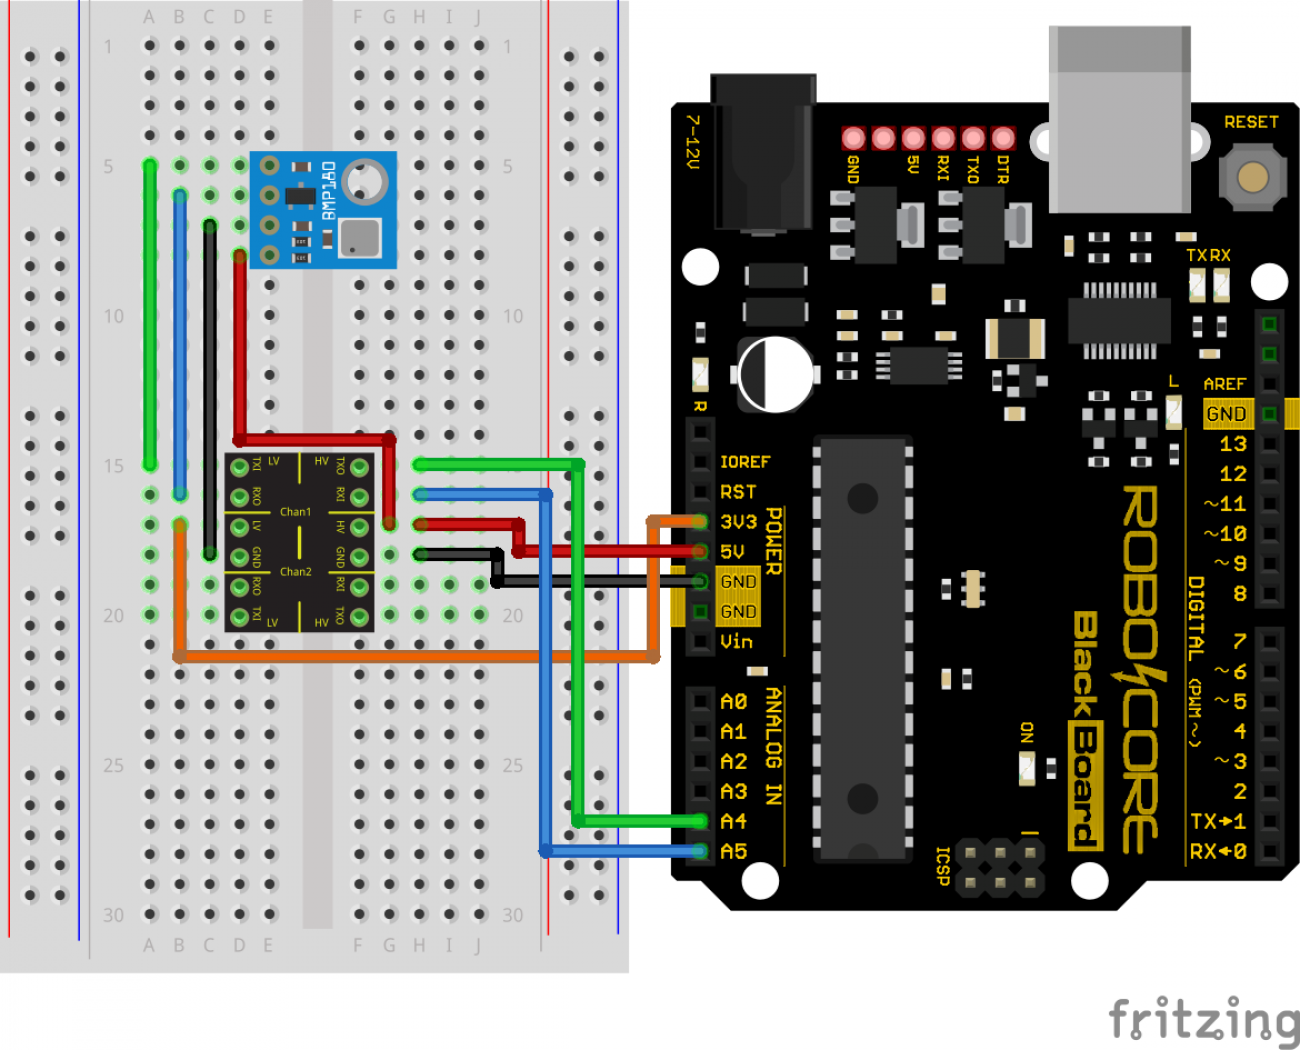 A B C D E F G H I J
1 1
5 5
10 10
15 15
20 20
25 25
30 30
A B C D E F G H I J
BMP180
TXI LV HV TXO
RXO RXI
Chan1
LV HV
GND GND
Chan2
RXO RXI
TXI LV HV TXO
7-12V
GND 5V RXI TXO DTR
RESET
TX RX
R
L
IOREF
RST
3V3
5V
GND
GND
Vin
POWER
A0
A1
A2
A3
A4
A5
ANALOG IN
AREF
GND
13
12
~11
~10
~9
8
7
~6
~5
4
~3
2
TX→1
RX←0
DIGITAL (PWM~)
ROBOCORE
BlackBoard
ON
ICSP
1
fritzing